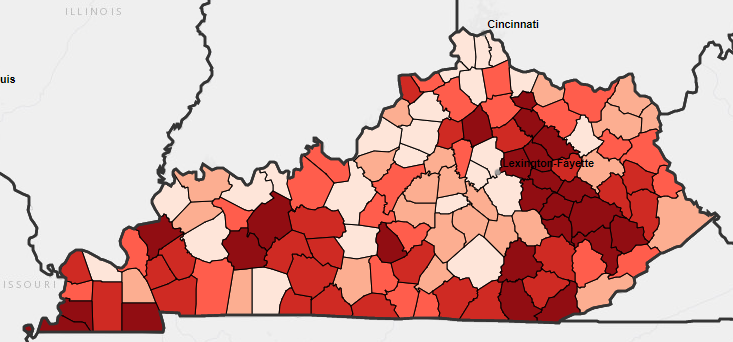 ILLINOIS
Cincinnati
uis
Lexington-Fayette
ISSOURI